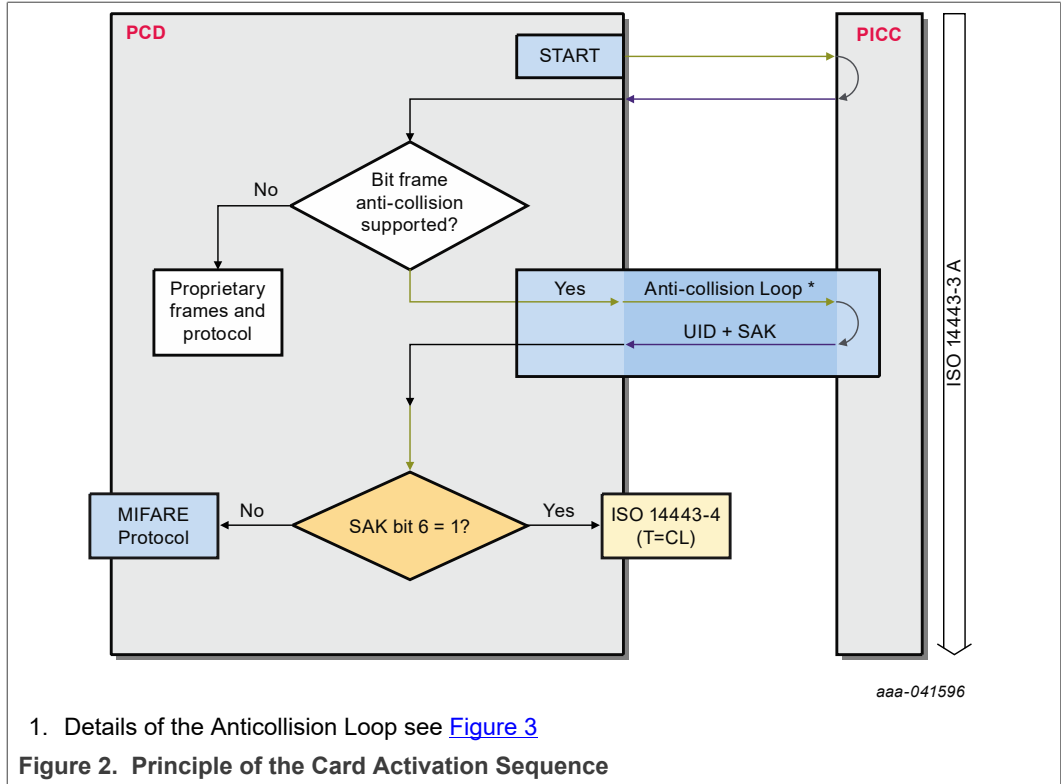 PCD
PICC
START
Bit frame
anti-collision
supported?
No
Proprietary
frames and
protocol
Yes
Anti-collision Loop *
UID + SAK
ISO 14443-3 A
SAK bit 6 = 1?
No
MIFARE
Protocol
Yes
ISO 14443-4
(T=CL)
aaa-041596
1. Details of the Anticollision Loop see Figure 3
Figure 2. Principle of the Card Activation Sequence